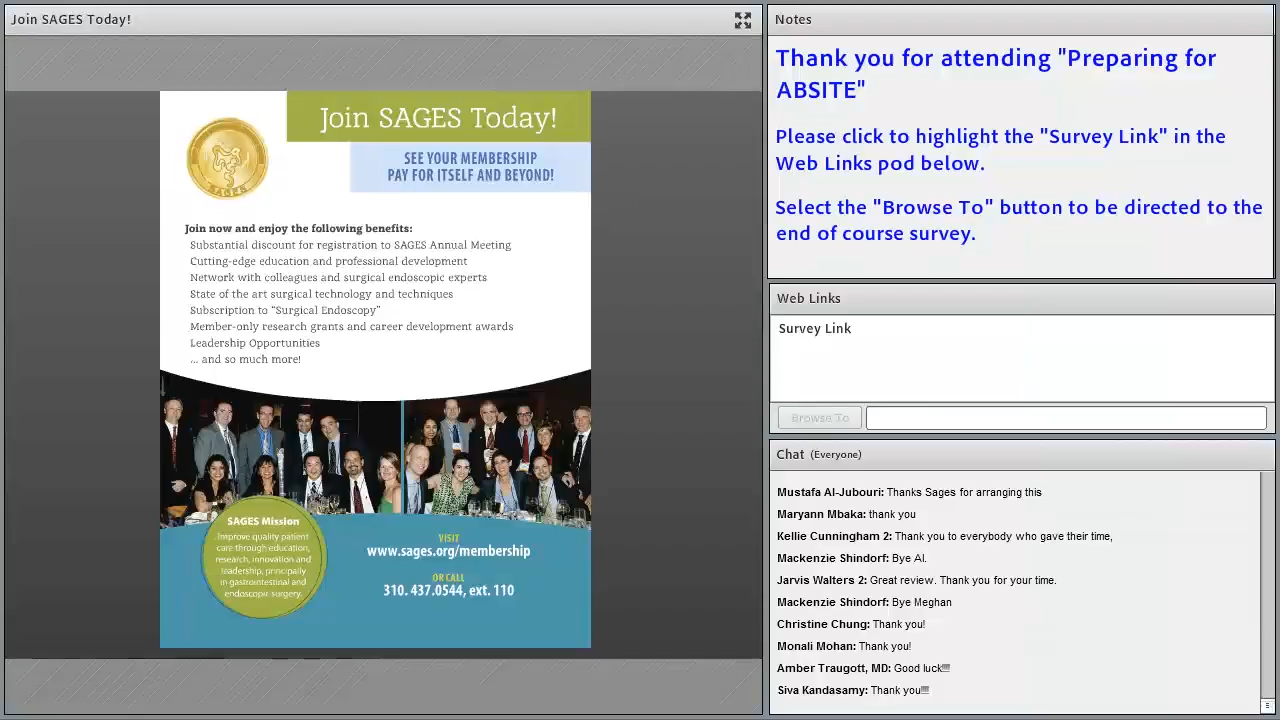 Join SAGES Today!
Join SAGES Today!
SEE YOUR MEMBERSHIP
PAY FOR ITSELF AND BEYOND!
SAGES
Join now and enjoy the following benefits:
Substantial discount for registration to SAGES Annual Meeting
Cutting-edge education and professional development
Network with colleagues and surgical endoscopic experts
State of the art surgical technology and techniques
Subscription to “Surgical Endoscopy”
Member-only research grants and career development awards
Leadership Opportunities
... and so much more!
SAGES Mission
Improve quality patient
care through education,
research, innovation and
leadership, principally
in gastrointestinal and
endoscopic surgery.
VISIT
www.sages.org/membership
OR CALL
310. 437.0544, ext. 110
Notes
Thank you for attending "Preparing for
ABSITE"
Please click to highlight the "Survey Link" in the
Web Links pod below.
Select the "Browse To" button to be directed to the
end of course survey.
Web Links
Survey Link
Browse To
Chat (Everyone)
Mustafa Al-Jubouri: Thanks Sages for arranging this
Maryann Mbaka: thank you
Kellie Cunningham 2: Thank you to everybody who gave their time,
Mackenzie Shindorf: Bye Al.
Jarvis Walters 2: Great review. Thank you for your time.
Mackenzie Shindorf: Bye Meghan
Christine Chung: Thank you!
Monali Mohan: Thank you!
Amber Traugott, MD: Good luck!!!!
Siva Kandasamy: Thank you!!!!